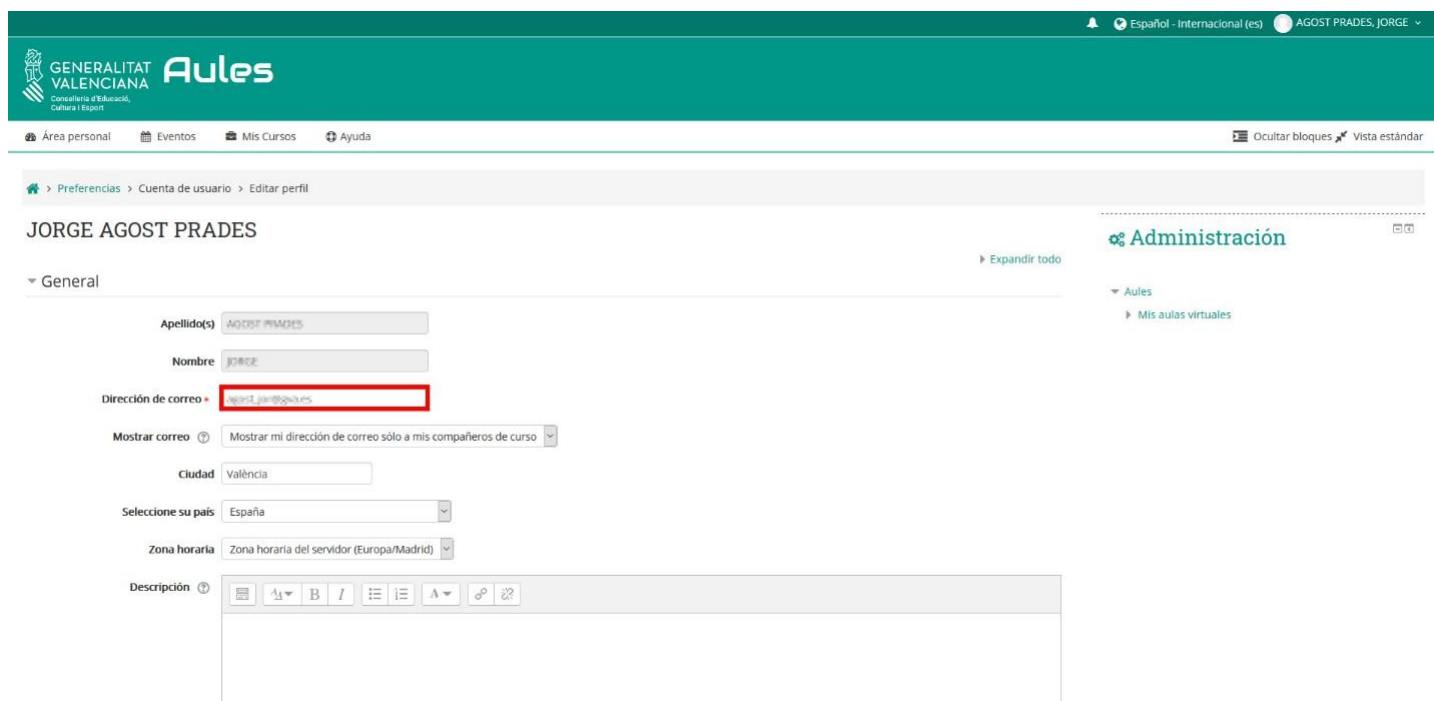 Español - Internacional (es) AGOST PRADES, JORGE
GENERALITAT
VALENCIANA
Conselleria d'Educació,
Cultura i Esport
Aules
Área personal Eventos Mis Cursos Ayuda Ocultar bloques Vista estándar
> Preferencias > Cuenta de usuario > Editar perfil
JORGE AGOST PRADES
Expandir todo
General
Apellido(s) AGOST PRADES
Nombre JORGE
Dirección de correo
Mostrar correo Mostrar mi dirección de correo sólo a mis compañeros de curso
Ciudad València
Seleccione su país España
Zona horaria Zona horaria del servidor (Europa/Madrid)
Descripción
B I A
Administración
Aules
Mis aulas virtuales